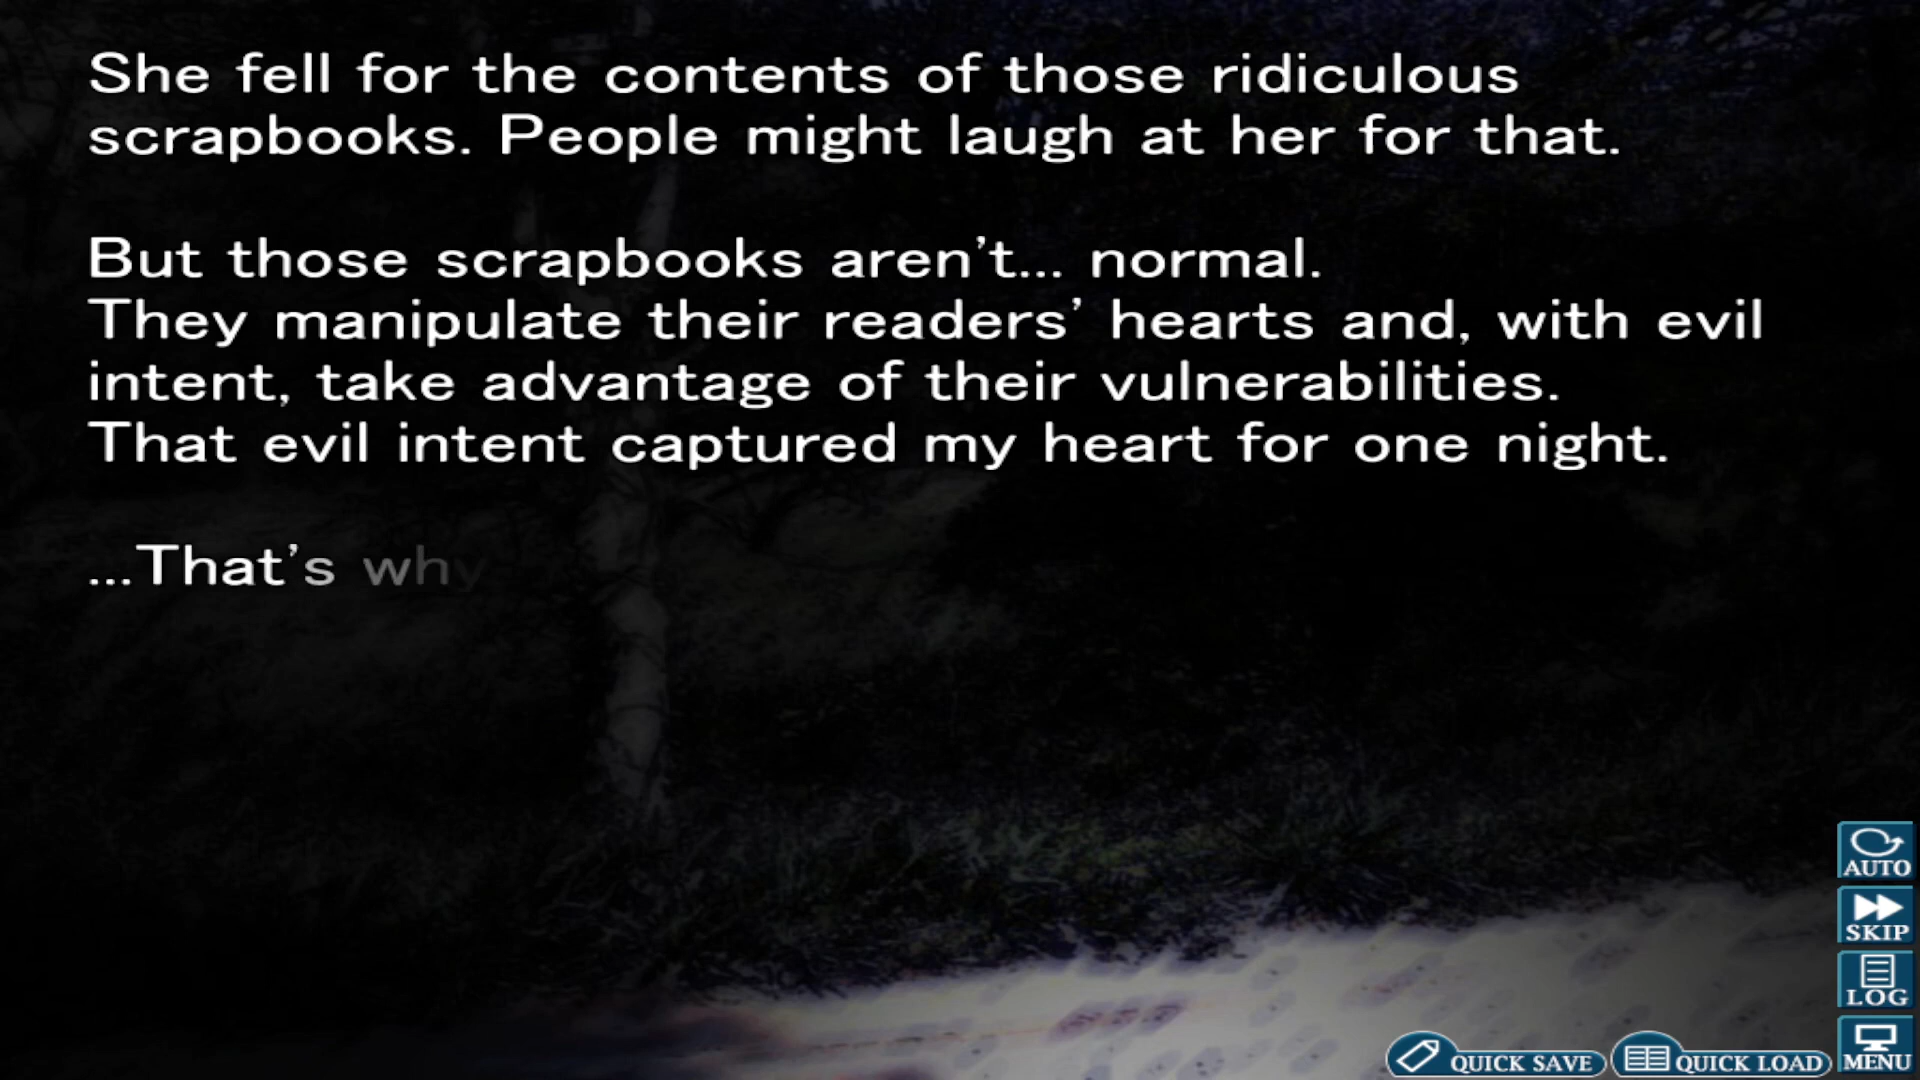 She fell for the contents of those ridiculous
scrapbooks. People might laugh at her for that.
But those scrapbooks aren't... normal.
They manipulate their readers' hearts and, with evil
intent, take advantage of their vulnerabilities.
That evil intent captured my heart for one night.
...That's why
AUTO
SKIP
LOG
MENU
QUICK SAVE
QUICK LOAD